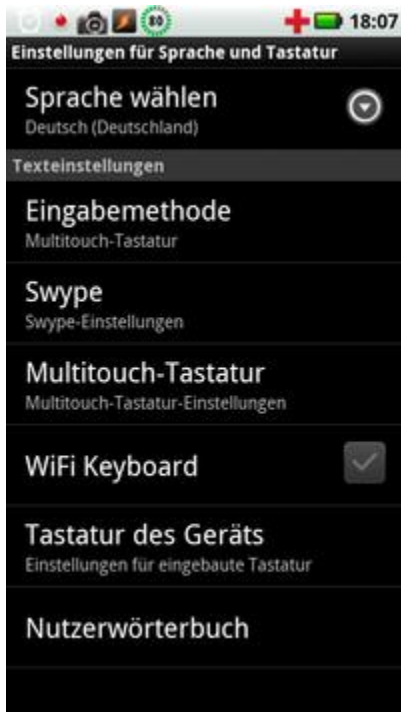 80 18:07
Einstellungen für Sprache und Tastatur
Sprache wählen
Deutsch (Deutschland)
Texteinstellungen
Eingabemethode
Multitouch-Tastatur
Swype
Swype-Einstellungen
Multitouch-Tastatur
Multitouch-Tastatur-Einstellungen
WiFi Keyboard
Tastatur des Geräts
Einstellungen für eingebaute Tastatur
Nutzerwörterbuch